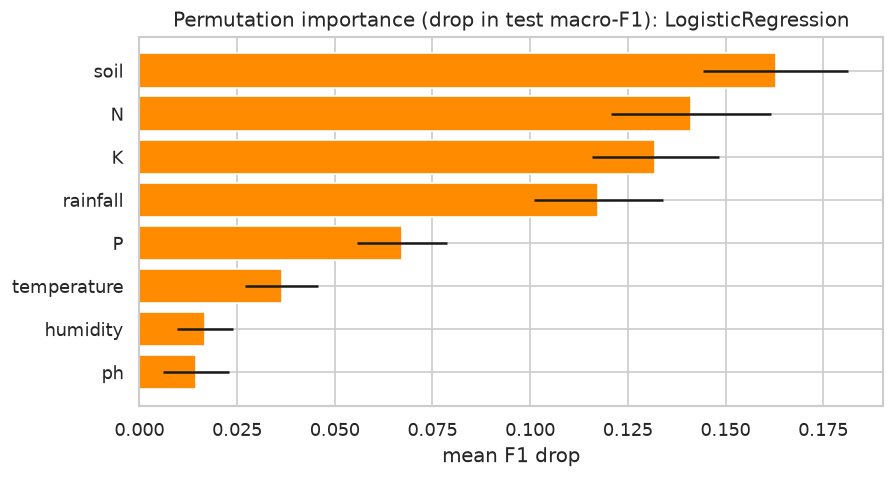 Permutation importance (drop in test macro-F1): LogisticRegression
soil
N
K
rainfall
P
temperature
humidity
ph
0.000 0.025 0.050 0.075 0.100 0.125 0.150 0.175
mean F1 drop